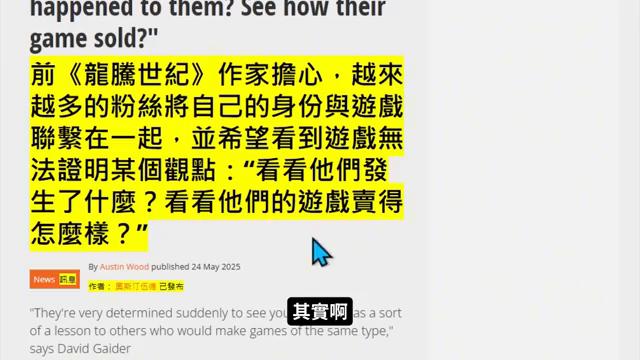 happened to them? See how their
game sold?"
前《龍騰世紀》作家擔心，越來
越多的粉絲將自己的身份與遊戲
聯繫在一起，並希望看到遊戲無
法證明某個觀點：“看看他們發
生了什麼？看看他們的遊戲賣得
怎麼樣？”
News 訊息
By Austin Wood published 24 May 2025
作者： 奧斯汀伍德 已發布
其實啊
"They're very determined suddenly to see you as a sort
of a lesson to others who would make games of the same type,"
says David Gaider